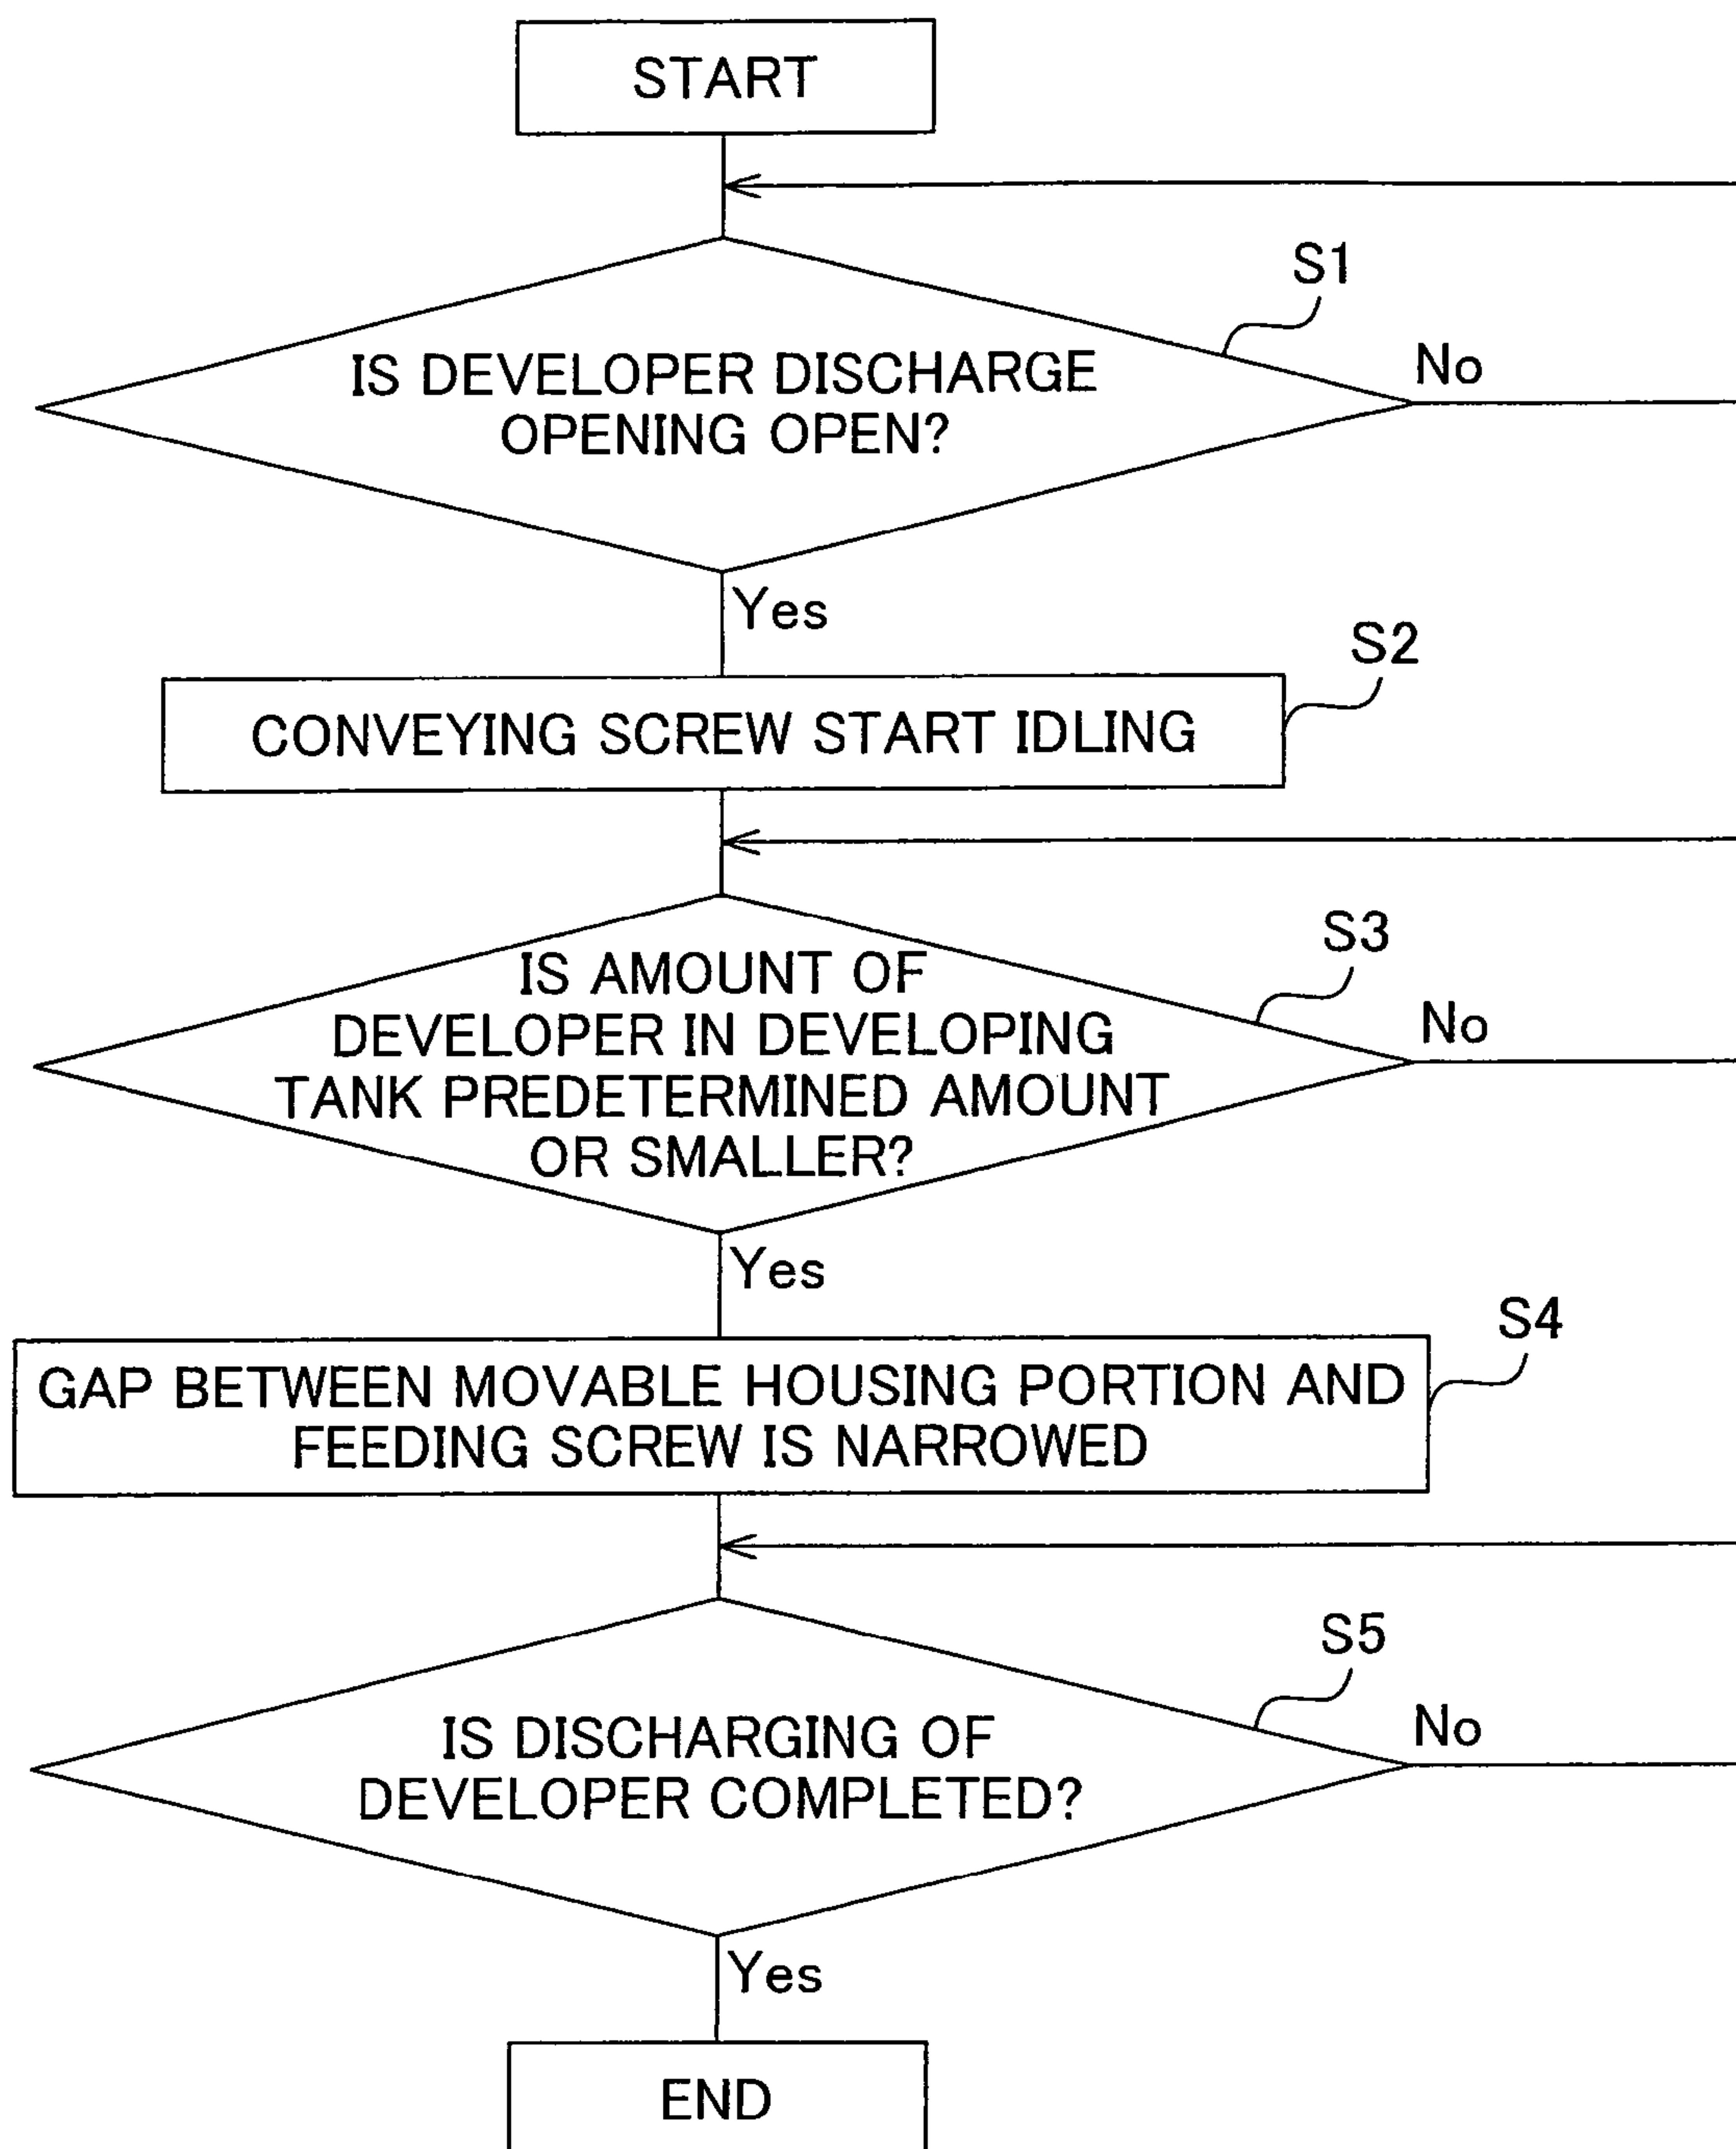 START
S1
IS DEVELOPER DISCHARGE
OPENING OPEN?
No
Yes
S2
CONVEYING SCREW START IDLING
S3
IS AMOUNT OF
DEVELOPER IN DEVELOPING
TANK PREDETERMINED AMOUNT
OR SMALLER?
No
Yes
S4
GAP BETWEEN MOVABLE HOUSING PORTION AND
FEEDING SCREW IS NARROWED
S5
IS DISCHARGING OF
DEVELOPER COMPLETED?
No
Yes
END